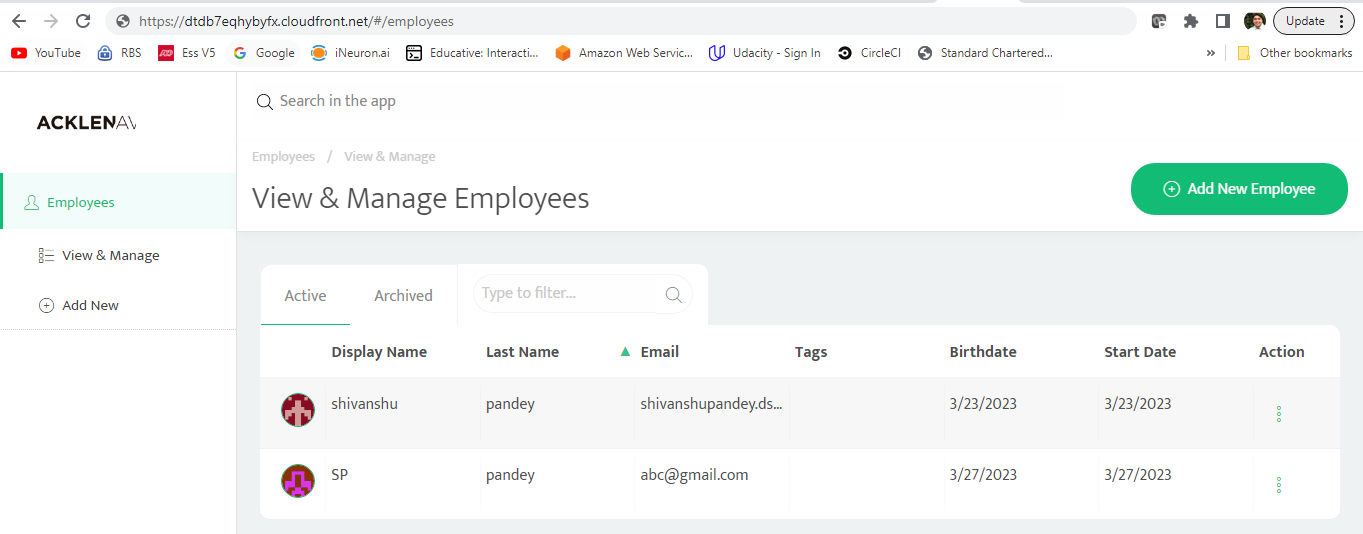 https://dtdb7eqhybyfx.cloudfront.net/#/employees
Update
YouTube RBS Ess V5 Google iNeuron.ai Educative: Interacti... Amazon Web Servic... Udacity - Sign In CircleCI Standard Chartered... » Other bookmarks
ACKLENAV
Search in the app
Employees / View & Manage
View & Manage Employees
Add New Employee
Employees
View & Manage
Add New
Active Archived Type to filter...
Display Name Last Name Email Tags Birthdate Start Date Action
shivanshu pandey shivanshupandey.ds... 3/23/2023 3/23/2023
SP pandey abc@gmail.com 3/27/2023 3/27/2023